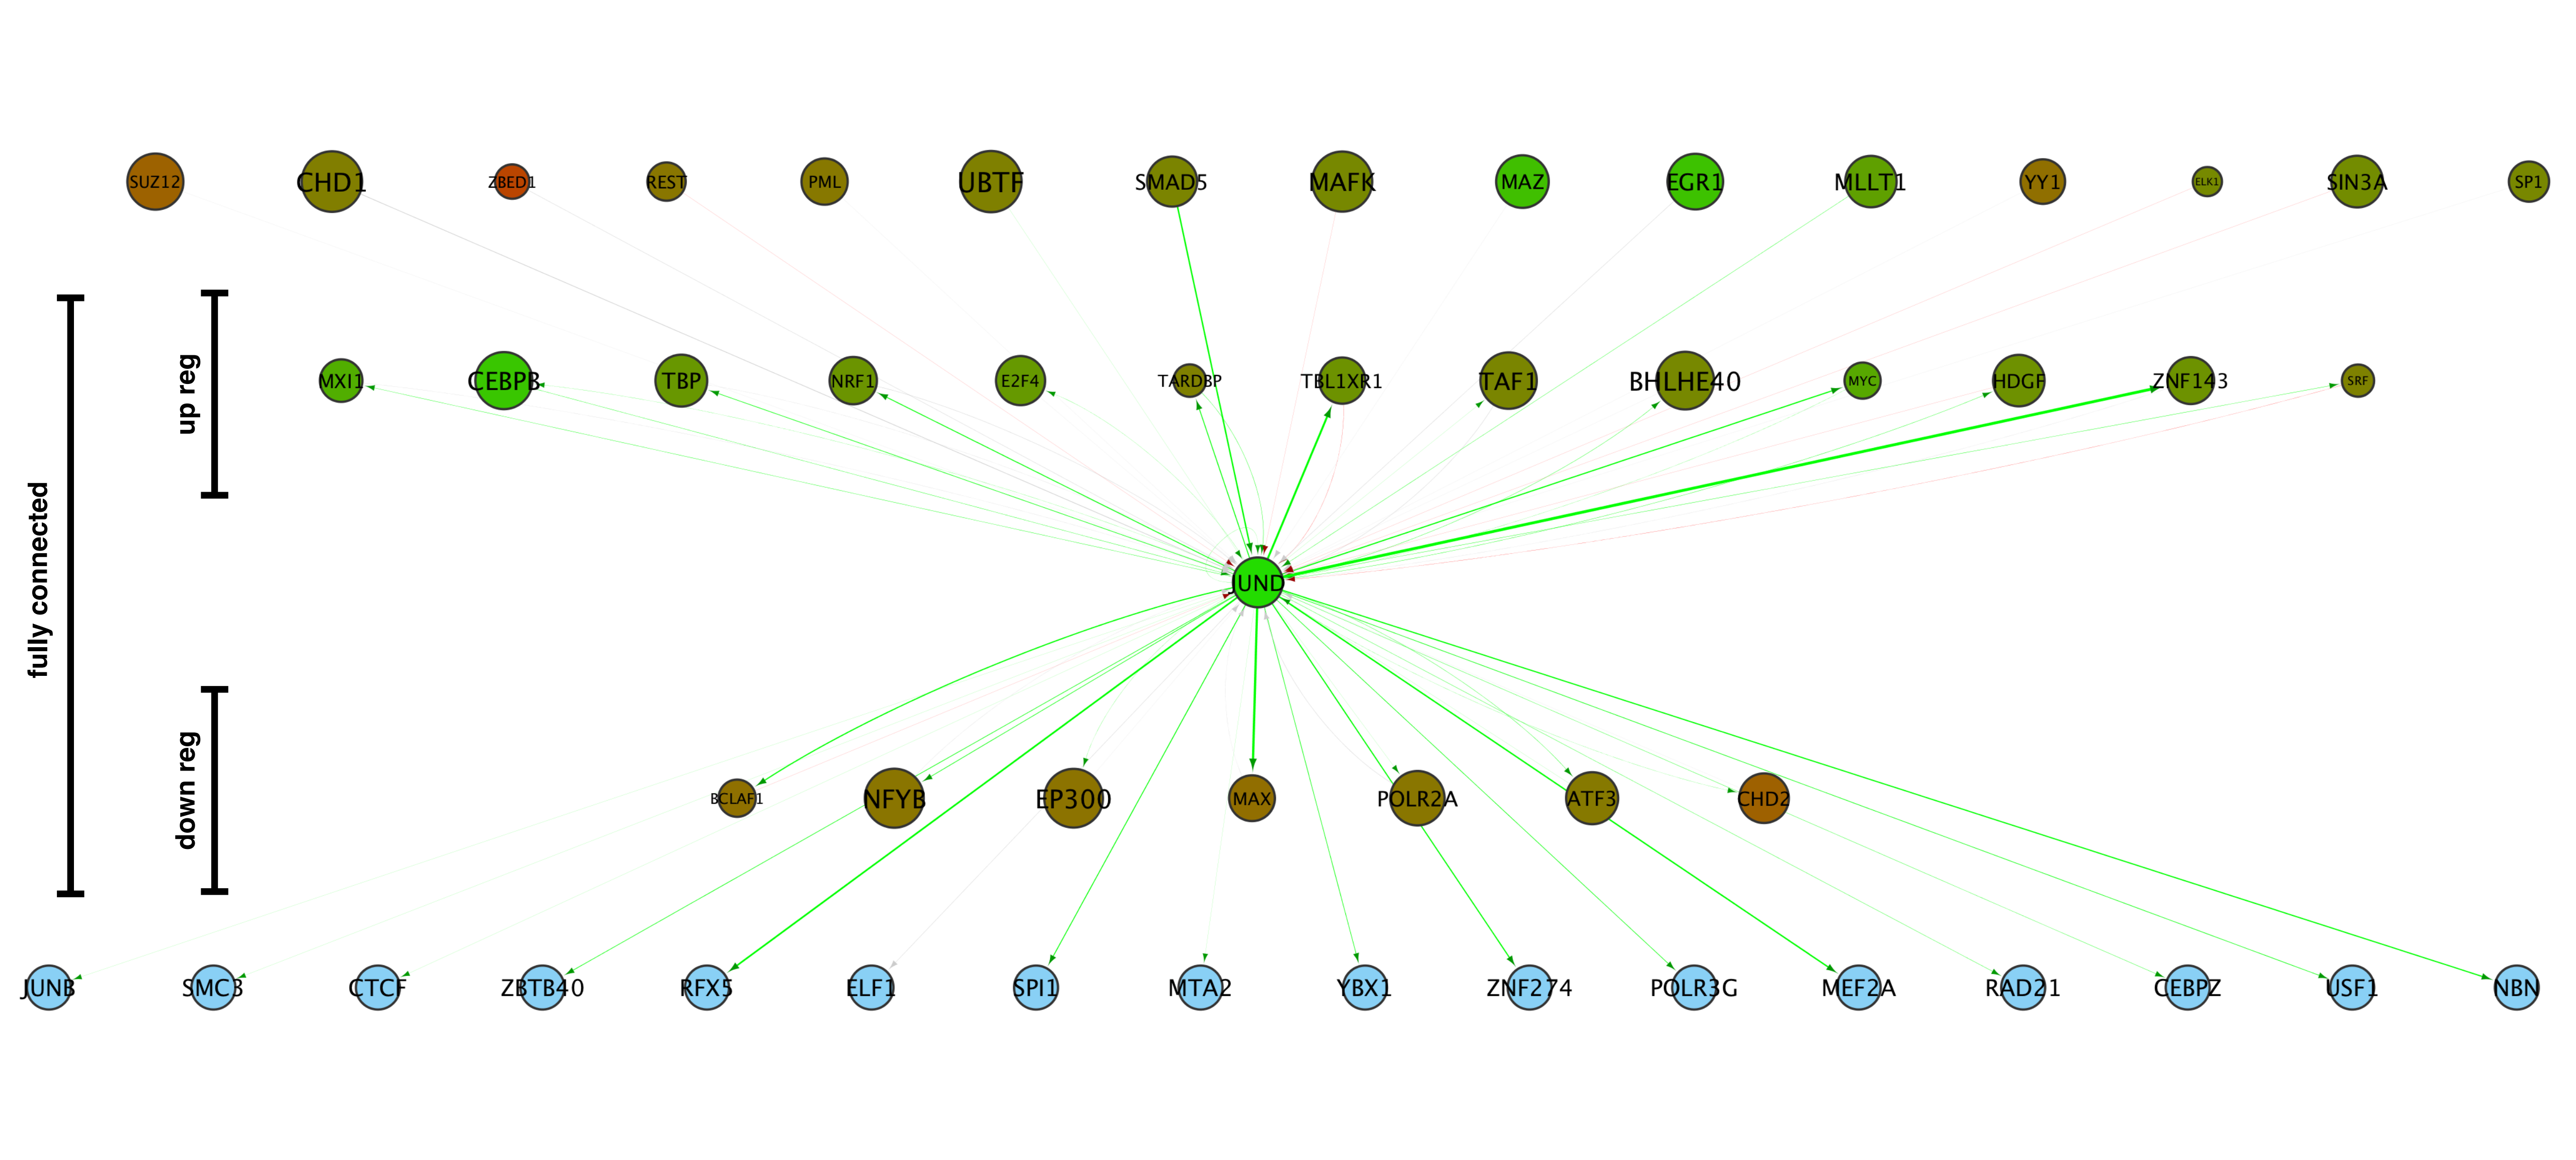 SUZ12 CHD1 ZBED1 REST PML UBTF SMAD5 MAFK MAZ EGR1 MLLT1 YY1 ELK1 SIN3A SP1
up reg
MXI1 CEBPB TBP NRF1 E2F4 TARDBP TBL1XR1 TAF1 BHLHE40 MYC HDGF ZNF143 SRF
fully connected
JUND
down reg
BCLAF1 NFYB EP300 MAX POLR2A ATF3 CHD2
JUNB SMC3 CTCF ZBTB40 RFX5 ELF1 SPI1 MTA2 YBX1 ZNF274 POLR3G MEF2A RAD21 CEBPZ USF1 NBN